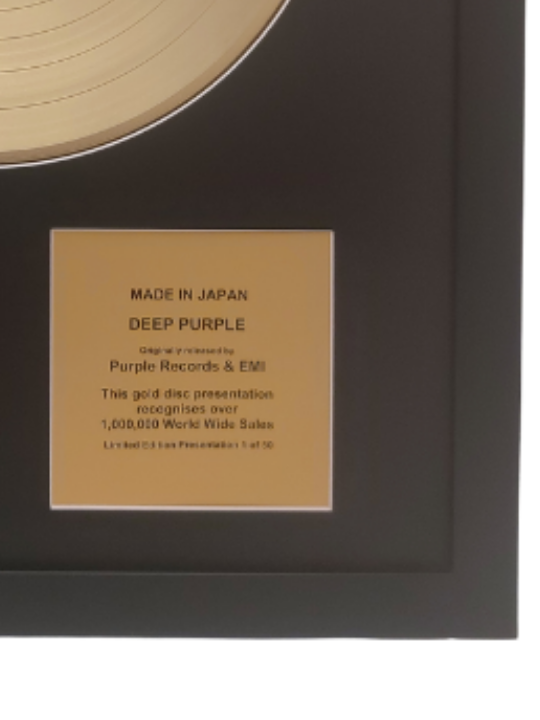 MADE IN JAPAN
DEEP PURPLE
Originally released by
Purple Records & EMI
This gold disc presentation
recognises over
1,000,000 World Wide Sales
Limited Edition Presentation 1 of 50